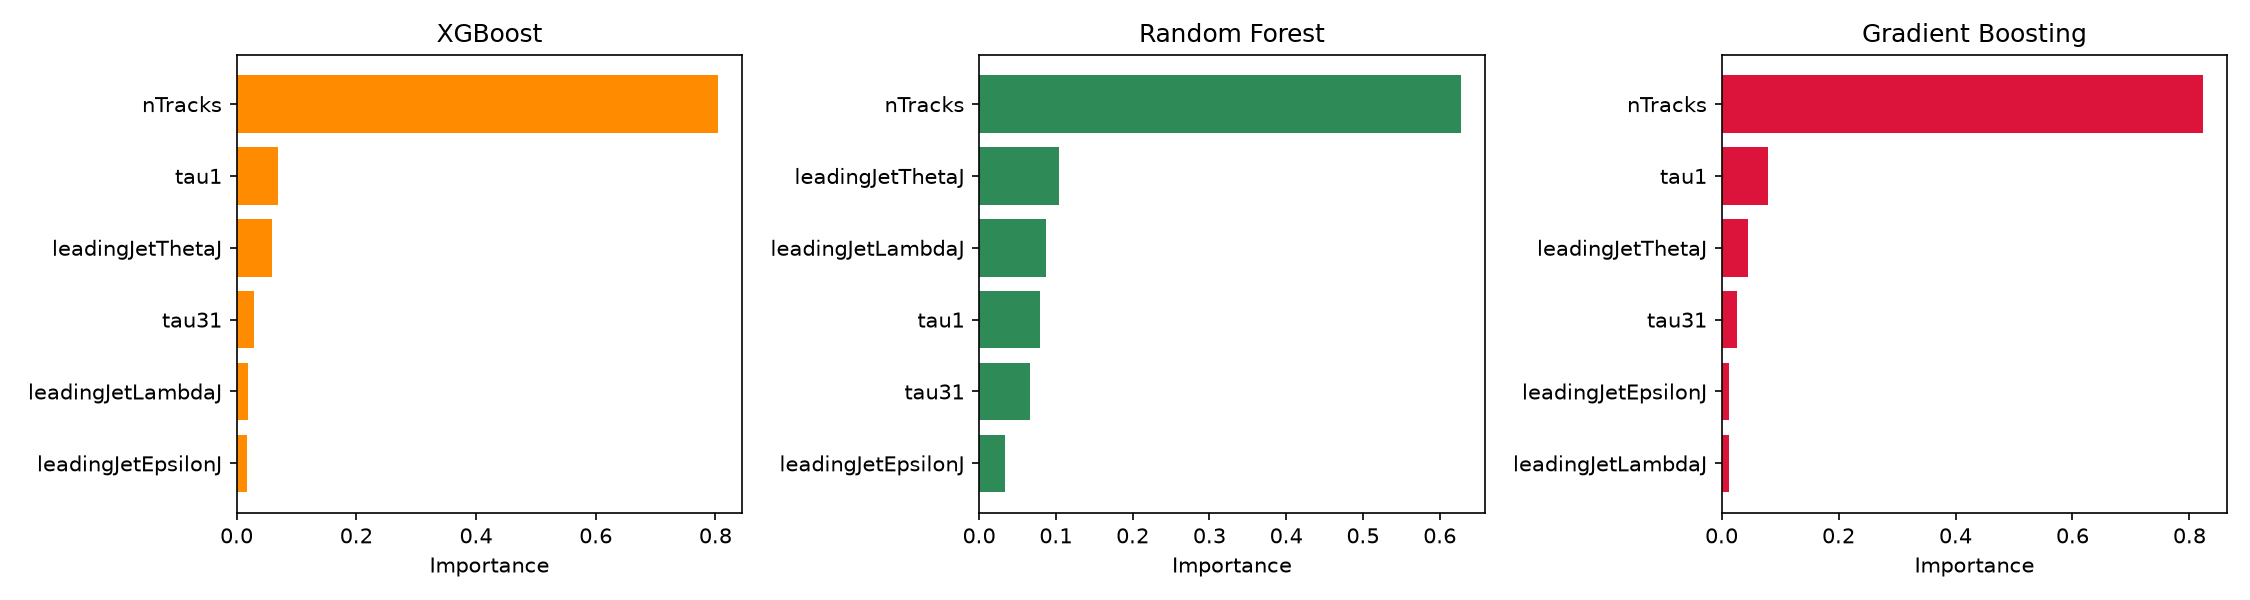 XGBoost
nTracks
tau1
leadingJetThetaJ
tau31
leadingJetLambdaJ
leadingJetEpsilonJ
0.0 0.2 0.4 0.6 0.8
Importance
Random Forest
nTracks
leadingJetThetaJ
leadingJetLambdaJ
tau1
tau31
leadingJetEpsilonJ
0.0 0.1 0.2 0.3 0.4 0.5 0.6
Importance
Gradient Boosting
nTracks
tau1
leadingJetThetaJ
tau31
leadingJetEpsilonJ
leadingJetLambdaJ
0.0 0.2 0.4 0.6 0.8
Importance